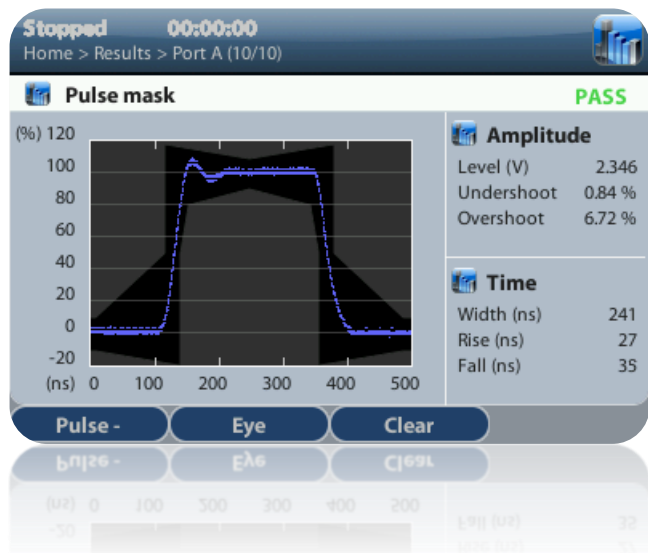 Stopped 00:00:00
Home > Results > Port A (10/10)
Pulse mask PASS
(%) 120
100
80
60
40
20
0
-20
(ns) 0 100 200 300 400 500
Amplitude
Level (V) 2.346
Undershoot 0.84 %
Overshoot 6.72 %
Time
Width (ns) 241
Rise (ns) 27
Fall (ns) 35
Pulse - Eye Clear